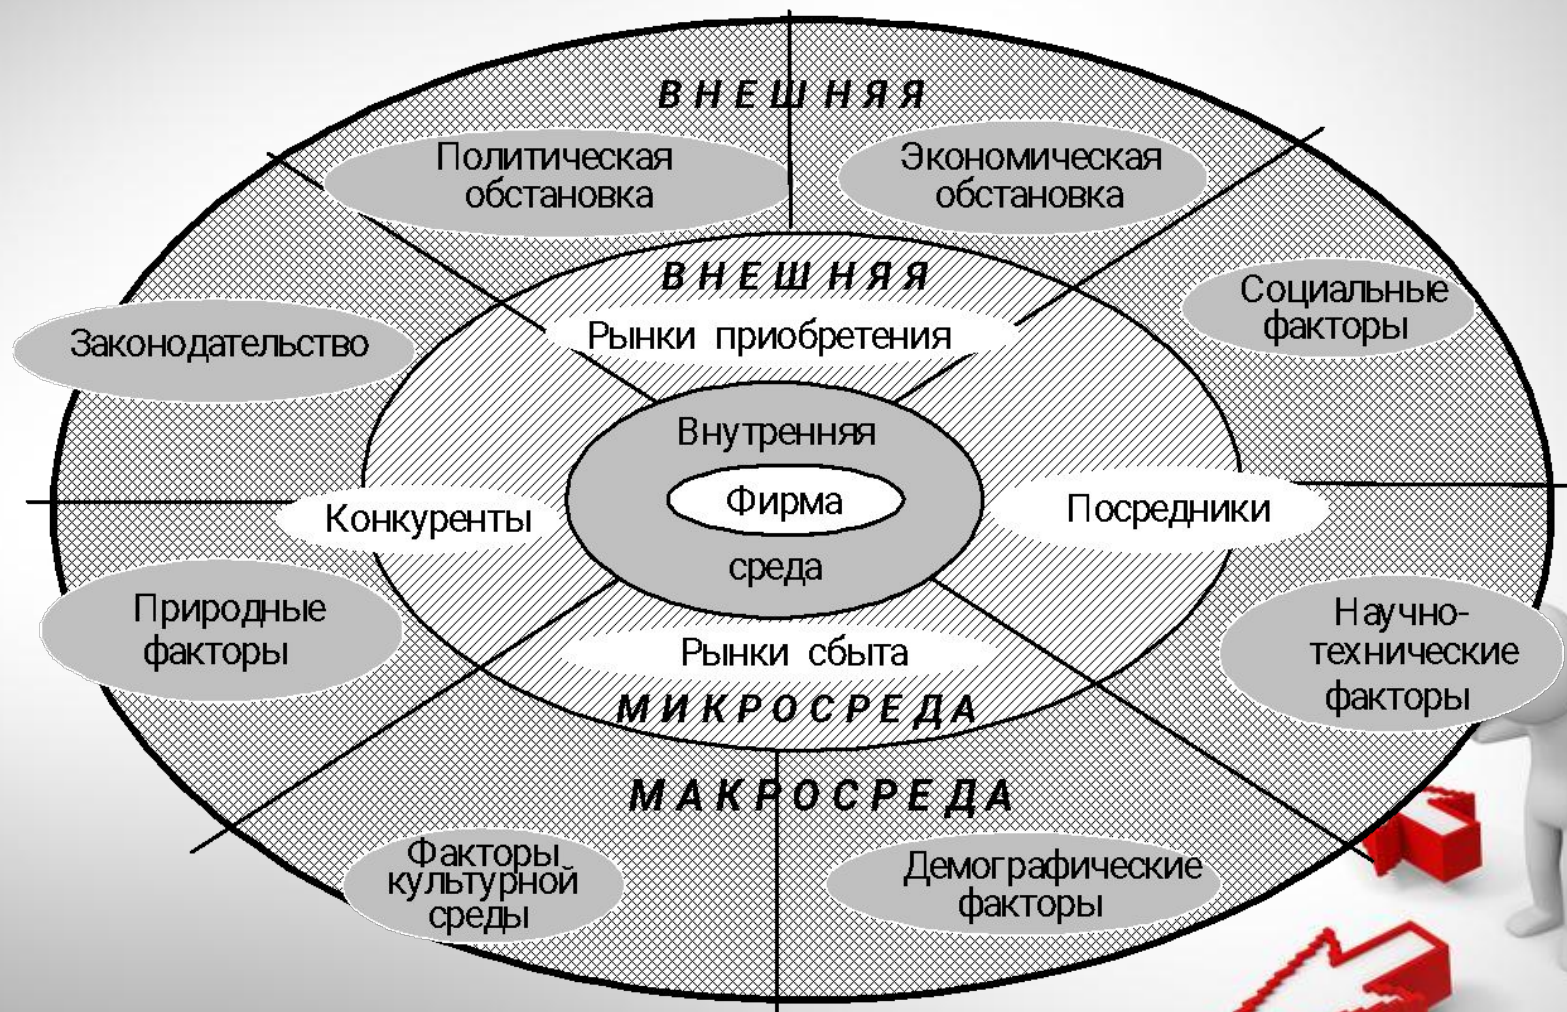 ВНЕШНЯЯ
Политическая
обстановка
Экономическая
обстановка
ВНЕШНЯЯ
Социальные
факторы
Рынки приобретения
Законодательство
Внутренняя
Фирма
среда
Конкуренты
Посредники
Природные
факторы
Научно-
технические
факторы
Рынки сбыта
МИКРОСРЕДА
МАКРОСРЕДА
Факторы
культурной
среды
Демографические
факторы